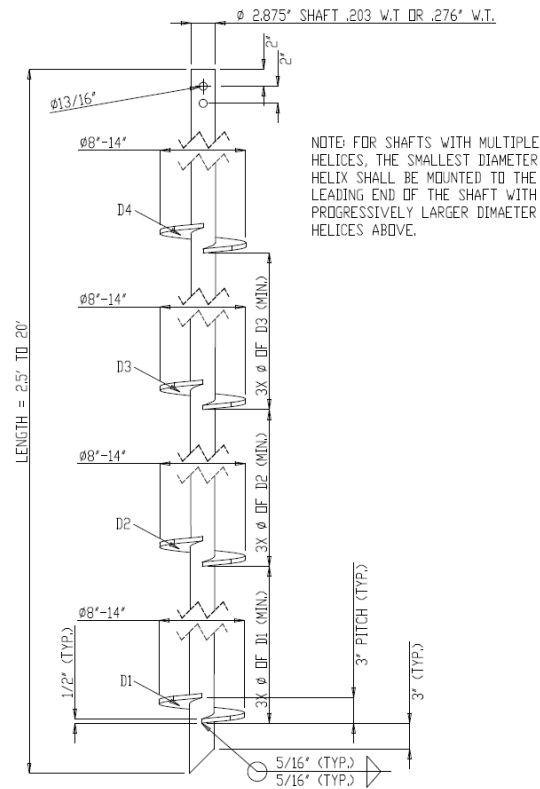 Ø 2.875" SHAFT .203 W.T OR .276" W.T.
2"
2"
Ø13/16"
Ø8"-14"
NOTE: FOR SHAFTS WITH MULTIPLE
HELICES, THE SMALLEST DIAMETER
HELIX SHALL BE MOUNTED TO THE
LEADING END OF THE SHAFT WITH
PROGRESSIVELY LARGER DIMAETER
HELICES ABOVE.
D4
3X Ø OF D3 (MIN.)
Ø8"-14"
LENGTH = 2.5' TO 20'
D3
Ø8"-14"
3X Ø OF D2 (MIN.)
D2
Ø8"-14"
3X Ø OF D1 (MIN.)
3" PITCH (TYP.)
3" (TYP.)
1/2" (TYP.)
D1
5/16" (TYP.)
5/16" (TYP.)